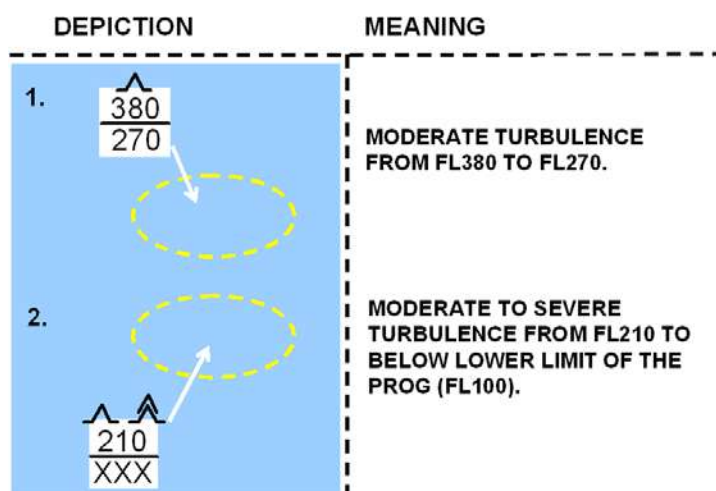 DEPICTION MEANING
1.
380
270
MODERATE TURBULENCE
FROM FL380 TO FL270.
2.
210
XXX
MODERATE TO SEVERE
TURBULENCE FROM FL210 TO
BELOW LOWER LIMIT OF THE
PROG (FL100).